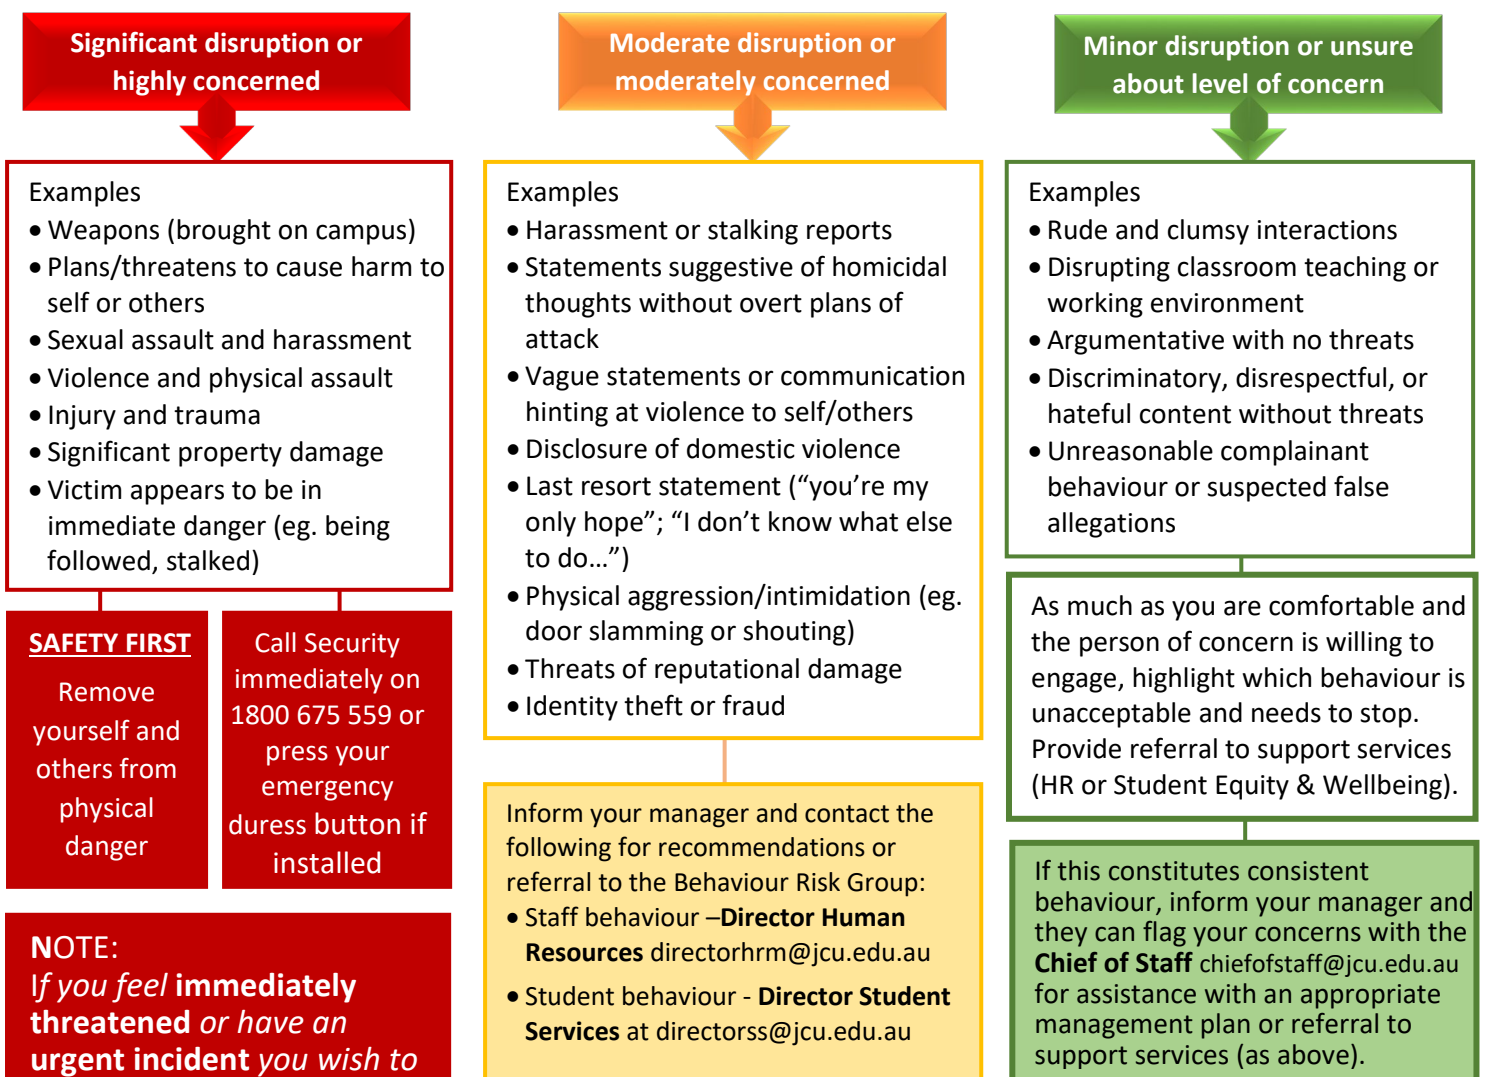 Significant disruption or
highly concerned
Examples
• Weapons (brought on campus)
• Plans/threatens to cause harm to
self or others
• Sexual assault and harassment
• Violence and physical assault
• Injury and trauma
• Significant property damage
• Victim appears to be in
immediate danger (eg. being
followed, stalked)
SAFETY FIRST
Remove
yourself and
others from
physical
danger
Call Security
immediately on
1800 675 559 or
press your
emergency
duress button if
installed
NOTE:
If you feel immediately
threatened or have an
urgent incident you wish to
Moderate disruption or
moderately concerned
Examples
• Harassment or stalking reports
• Statements suggestive of homicidal
thoughts without overt plans of
attack
• Vague statements or communication
hinting at violence to self/others
• Disclosure of domestic violence
• Last resort statement (“you’re my
only hope”; “I don’t know what else
to do…”)
• Physical aggression/intimidation (eg.
door slamming or shouting)
• Threats of reputational damage
• Identity theft or fraud
Inform your manager and contact the
following for recommendations or
referral to the Behaviour Risk Group:
• Staff behaviour –Director Human
Resources directorhrm@jcu.edu.au
• Student behaviour - Director Student
Services at directorss@jcu.edu.au
Minor disruption or unsure
about level of concern
Examples
• Rude and clumsy interactions
• Disrupting classroom teaching or
working environment
• Argumentative with no threats
• Discriminatory, disrespectful, or
hateful content without threats
• Unreasonable complainant
behaviour or suspected false
allegations
As much as you are comfortable and
the person of concern is willing to
engage, highlight which behaviour is
unacceptable and needs to stop.
Provide referral to support services
(HR or Student Equity & Wellbeing).
If this constitutes consistent
behaviour, inform your manager and
they can flag your concerns with the
Chief of Staff chiefofstaff@jcu.edu.au
for assistance with an appropriate
management plan or referral to
support services (as above).